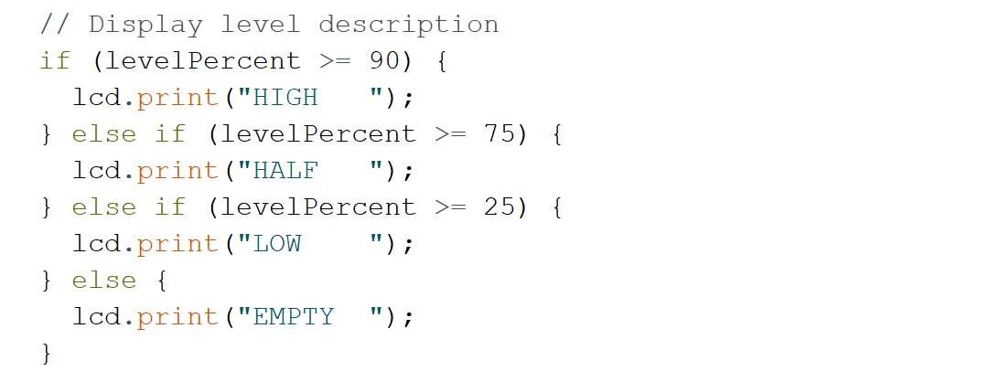 // Display level description
if (levelPercent >= 90) {
  lcd.print("HIGH   ");
} else if (levelPercent >= 75) {
  lcd.print("HALF   ");
} else if (levelPercent >= 25) {
  lcd.print("LOW    ");
} else {
  lcd.print("EMPTY  ");
}